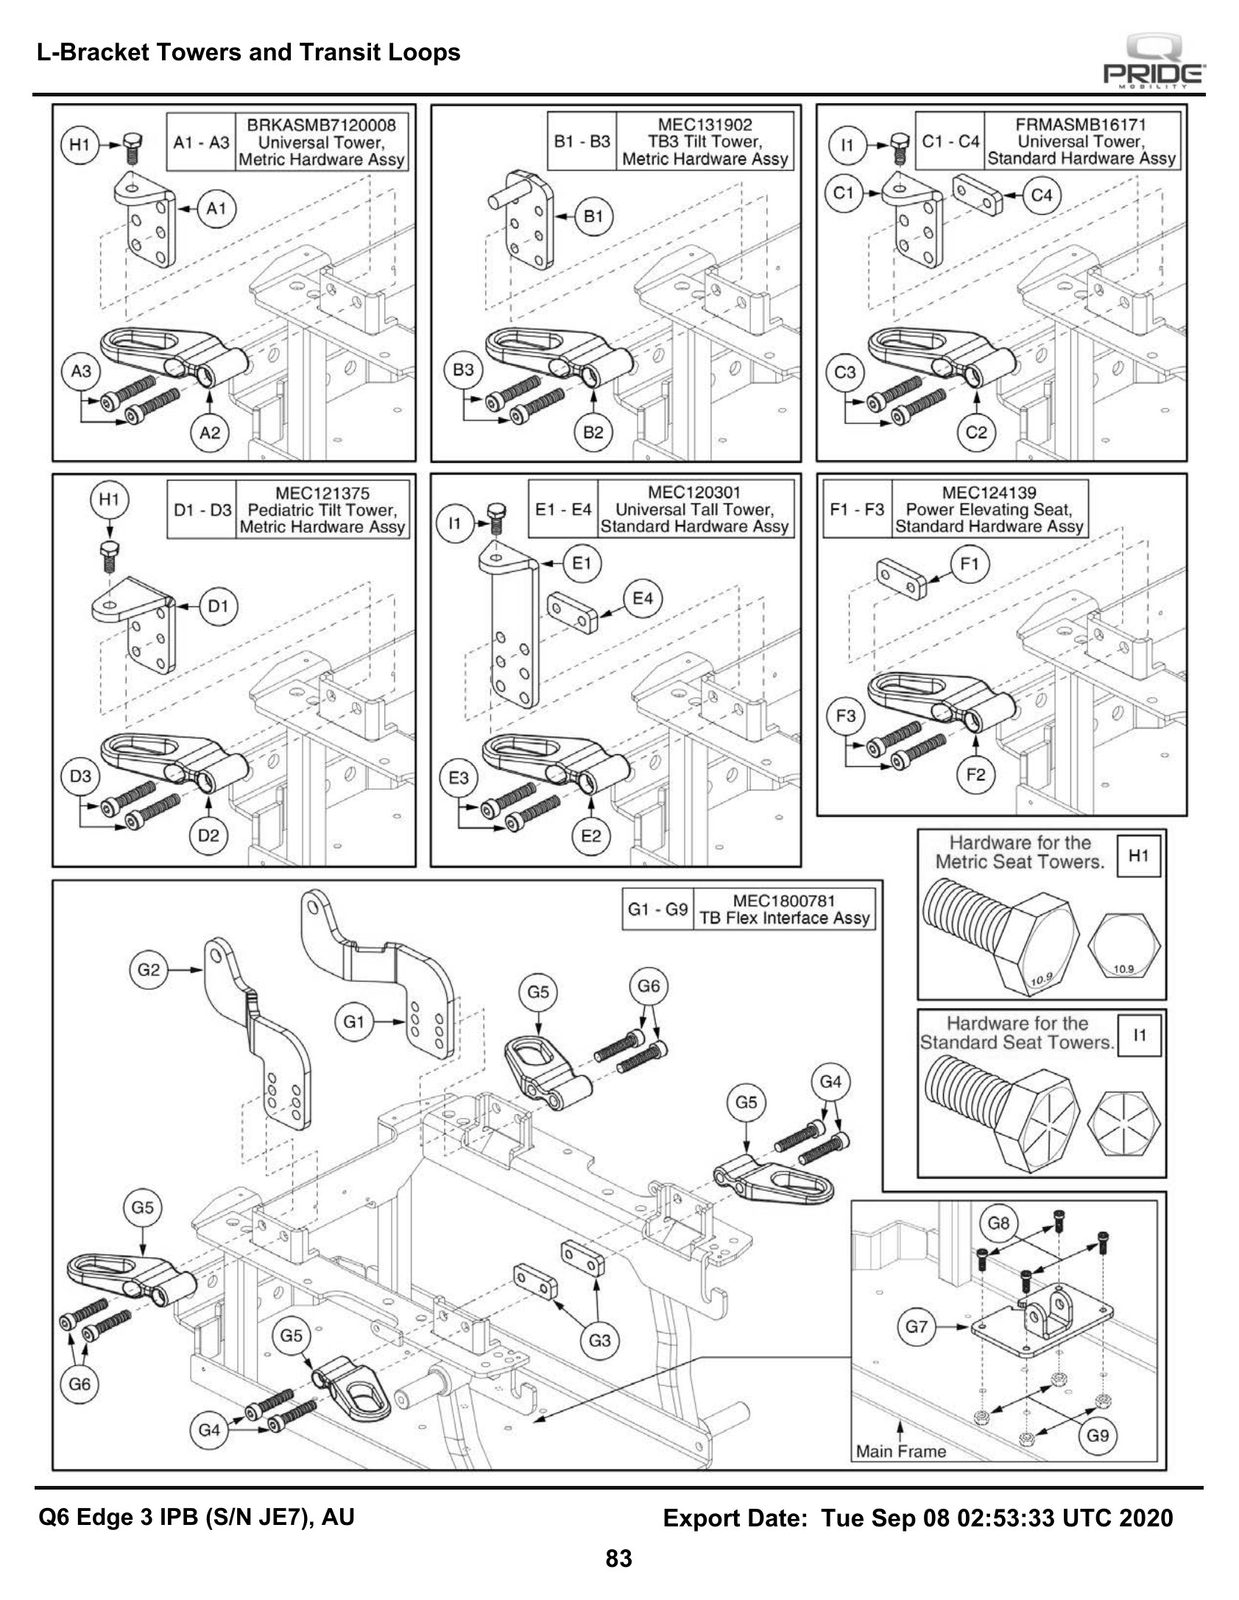 L-Bracket Towers and Transit Loops
Q
PRIDE
MOBILITY
H1
A1 - A3
BRKASMB7120008
Universal Tower,
Metric Hardware Assy
A1
A3
A2
B1 - B3
MEC131902
TB3 Tilt Tower,
Metric Hardware Assy
B1
B3
B2
I1
C1 - C4
FRMASMB16171
Universal Tower,
Standard Hardware Assy
C1
C4
C3
C2
H1
D1 - D3
MEC121375
Pediatric Tilt Tower,
Metric Hardware Assy
D1
D3
D2
I1
E1 - E4
MEC120301
Universal Tall Tower,
Standard Hardware Assy
E1
E4
E3
E2
F1 - F3
MEC124139
Power Elevating Seat,
Standard Hardware Assy
F1
F3
F2
Hardware for the
Metric Seat Towers.
H1
10.9
10.9
Hardware for the
Standard Seat Towers.
I1
G1 - G9
MEC1800781
TB Flex Interface Assy
G2
G1
G5
G6
G4
G5
G5
G3
G5
G6
G4
G8
G7
G9
Main Frame
Q6 Edge 3 IPB (S/N JE7), AU
Export Date: Tue Sep 08 02:53:33 UTC 2020
83